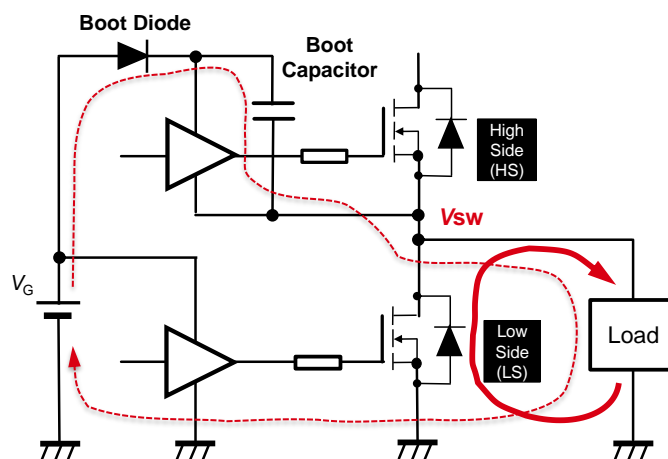 Boot Diode
Boot
Capacitor
High
Side
(HS)
Vsw
VG
Low
Side
(LS)
Load